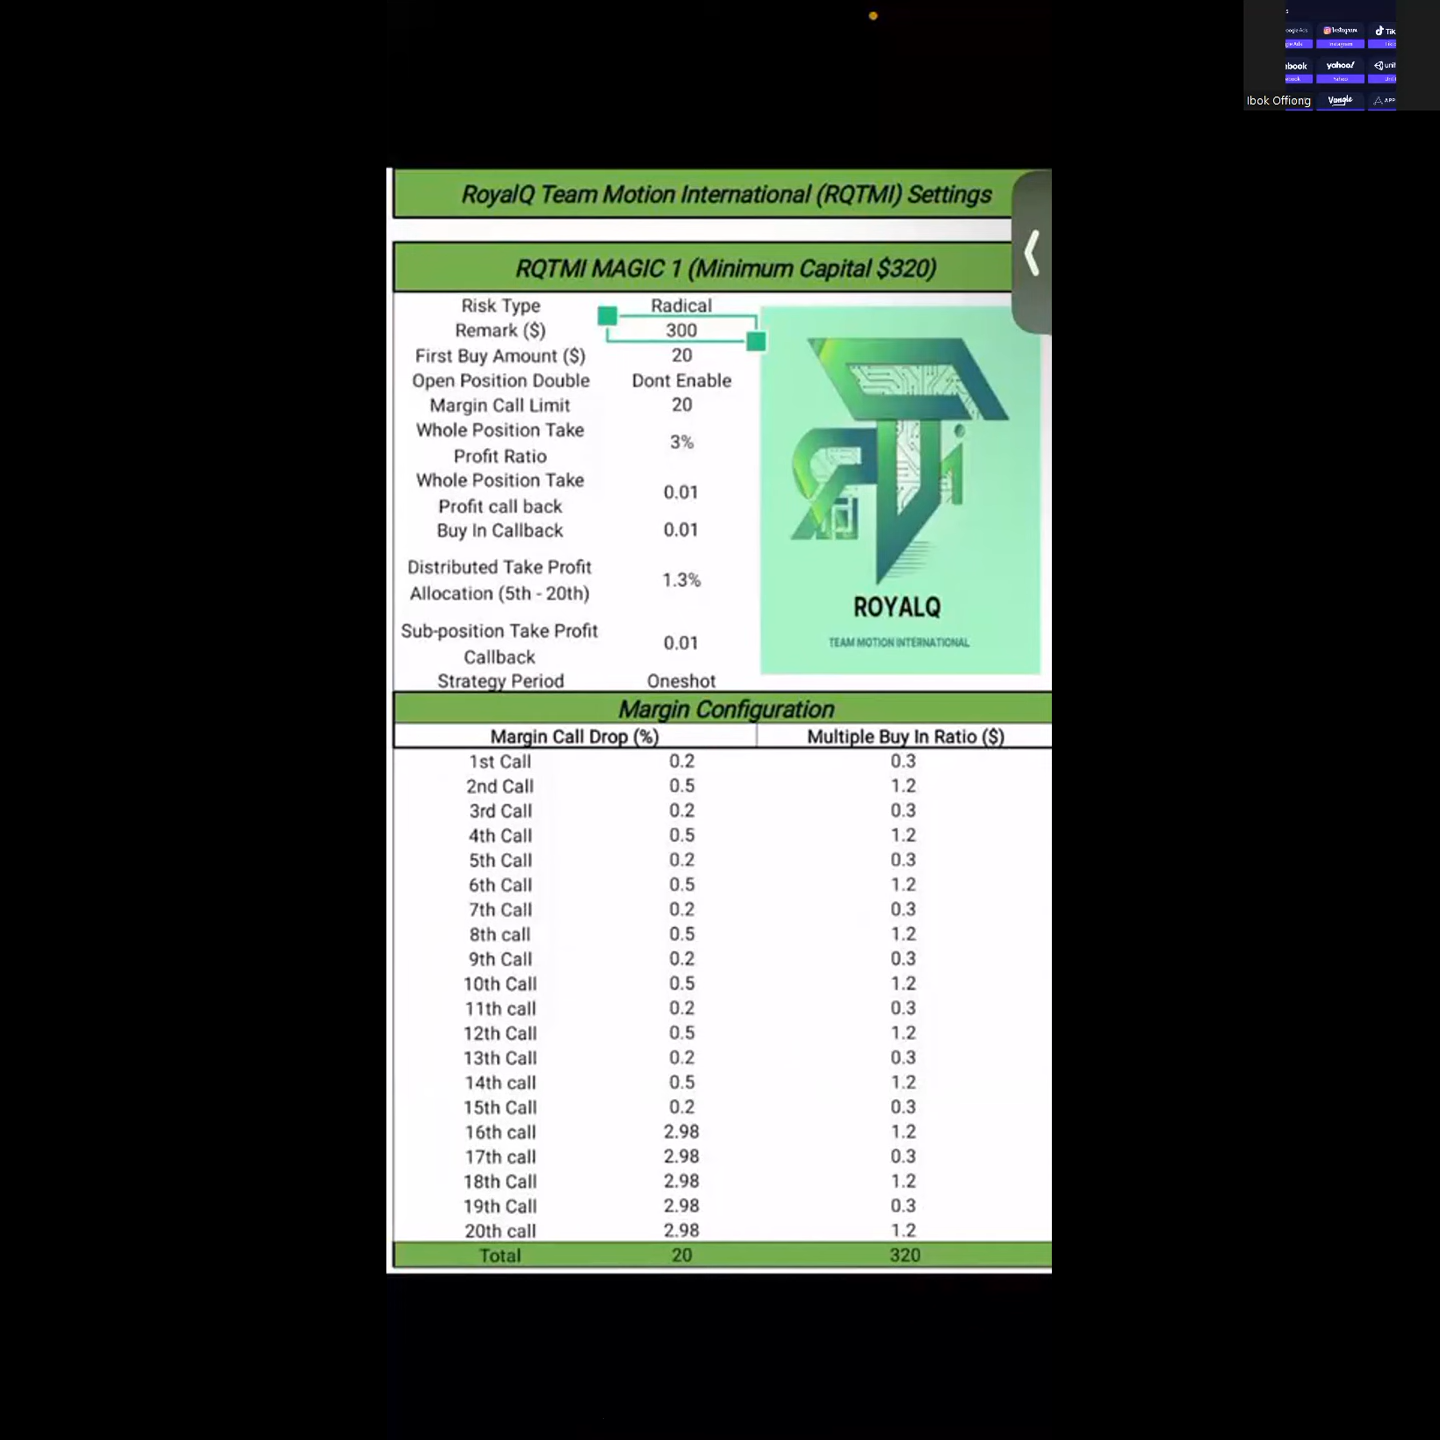 RoyalQ Team Motion International (RQTMI) Settings
RQTMI MAGIC 1 (Minimum Capital $320)
Risk Type Radical
Remark ($) 300
First Buy Amount ($) 20
Open Position Double Dont Enable
Margin Call Limit 20
Whole Position Take
Profit Ratio 3%
Whole Position Take
Profit call back 0.01
Buy In Callback 0.01
Distributed Take Profit
Allocation (5th - 20th) 1.3%
Sub-position Take Profit
Callback 0.01
Strategy Period Oneshot
ROYALQ
TEAM MOTION INTERNATIONAL
Margin Configuration
Margin Call Drop (%) Multiple Buy In Ratio ($)
1st Call 0.2 0.3
2nd Call 0.5 1.2
3rd Call 0.2 0.3
4th Call 0.5 1.2
5th Call 0.2 0.3
6th Call 0.5 1.2
7th Call 0.2 0.3
8th call 0.5 1.2
9th Call 0.2 0.3
10th Call 0.5 1.2
11th call 0.2 0.3
12th Call 0.5 1.2
13th Call 0.2 0.3
14th call 0.5 1.2
15th Call 0.2 0.3
16th call 2.98 1.2
17th call 2.98 0.3
18th Call 2.98 1.2
19th Call 2.98 0.3
20th call 2.98 1.2
Total 20 320
Instagram
yahoo!
Yahoo
Vungle
Ibok Offiong